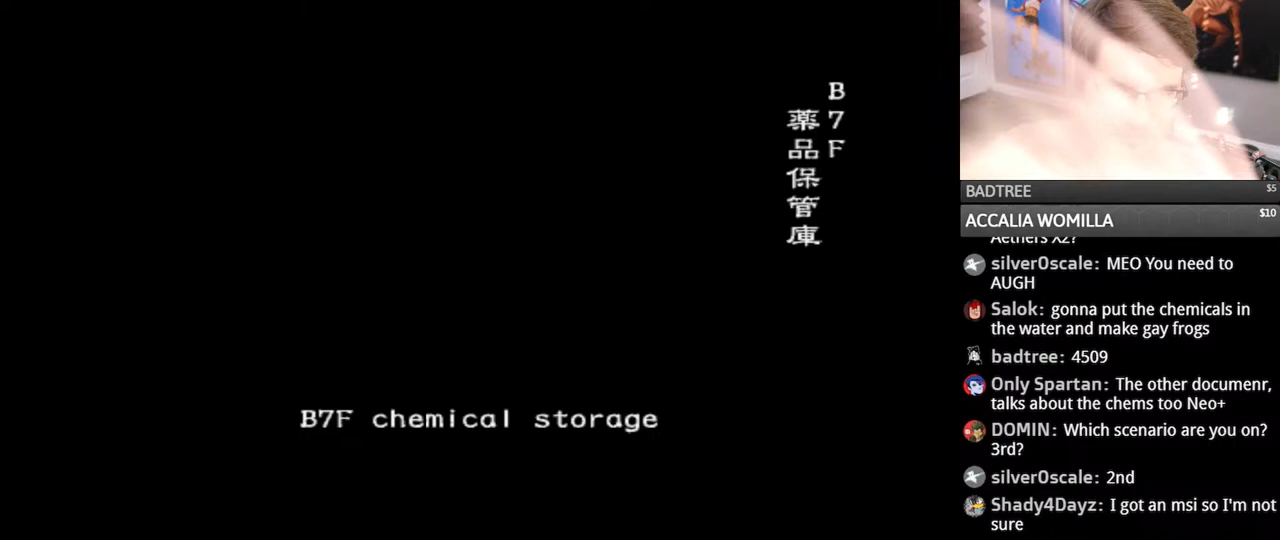 B7F
薬品保管庫
B7F chemical storage
BADTREE
$5
ACCALIA WOMILLA
$10
Aethers X2?
silver0scale: MEO You need to
AUGH
Salok: gonna put the chemicals in
the water and make gay frogs
badtree: 4509
Only Spartan: The other documenr,
talks about the chems too Neo+
DOMIN: Which scenario are you on?
3rd?
silver0scale: 2nd
Shady4Dayz: I got an msi so I'm not
sure